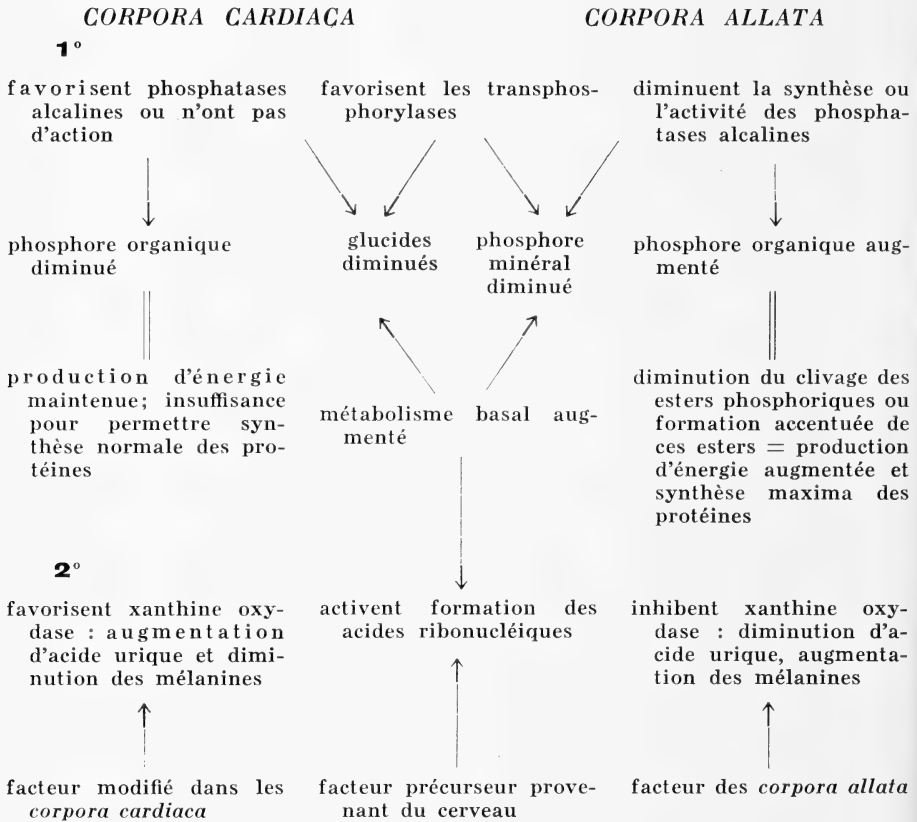 CORPORA CARDIACA
CORPORA ALLATA
1°
favorisent phosphatases
alcalines ou n'ont pas
d'action
favorisent les transphos-
phorylases
diminuent la synthèse ou
l'activité des phospha-
tases alcalines
phosphore organique
diminué
glucides
diminués
phosphore
minéral
diminué
phosphore organique aug-
menté
production d'énergie
maintenue; insuffisance
pour permettre syn-
thèse normale des pro-
téines
métabolisme basal aug-
menté
diminution du clivage des
esters phosphoriques ou
formation accentuée de
ces esters = production
d'énergie augmentée et
synthèse maxima des
protéines
2°
favorisent xanthine oxy-
dase : augmentation
d'acide urique et dimi-
nution des mélanines
activent formation des
acides ribonucléiques
inhibent xanthine oxy-
dase : diminution d'a-
cide urique, augmenta-
tion des mélanines
facteur modifié dans les
corpora cardiaca
facteur précurseur prove-
nant du cerveau
facteur des corpora allata